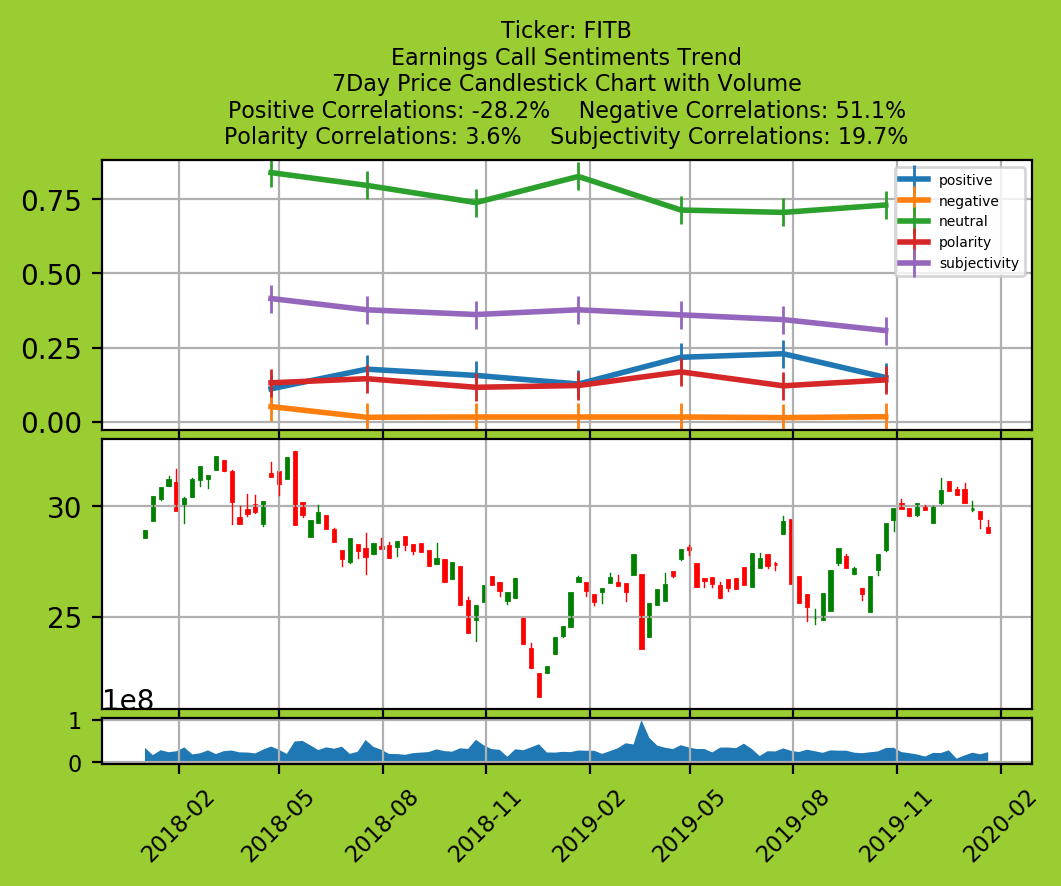 Ticker: FITB
Earnings Call Sentiments Trend
7Day Price Candlestick Chart with Volume
Positive Correlations: -28.2%    Negative Correlations: 51.1%
Polarity Correlations: 3.6%    Subjectivity Correlations: 19.7%
0.75
0.50
0.25
0.00
positive
negative
neutral
polarity
subjectivity
30
25
1e8
1
0
2018-02
2018-05
2018-08
2018-11
2019-02
2019-05
2019-08
2019-11
2020-02